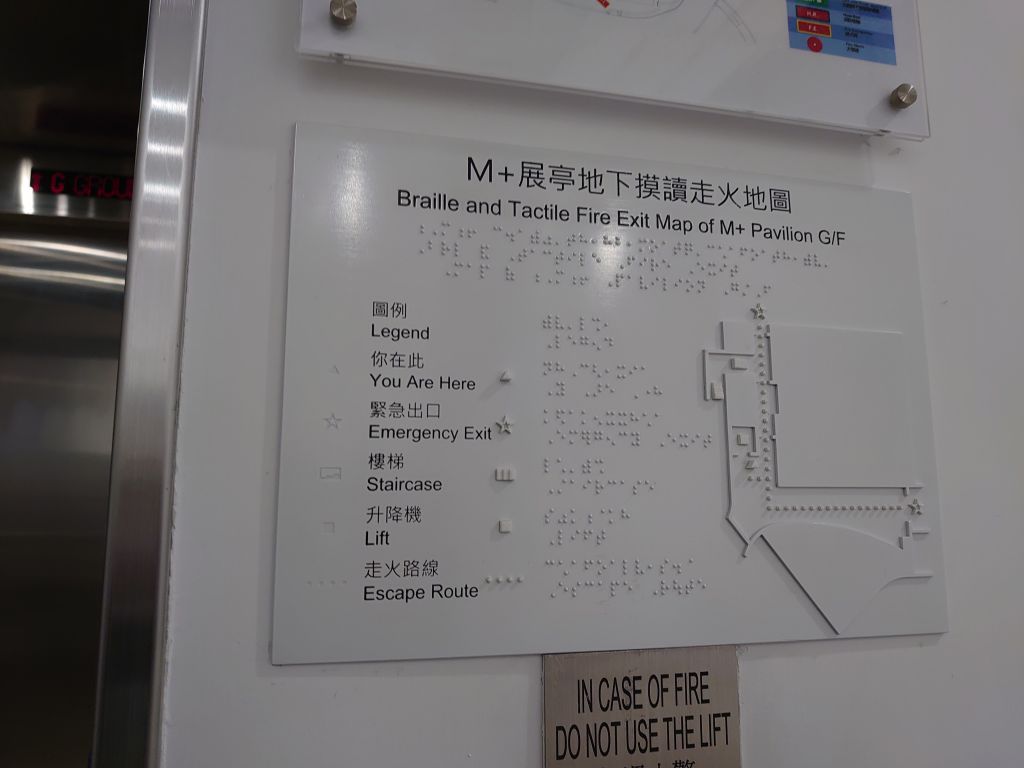 M+展亭地下摸讀走火地圖
Braille and Tactile Fire Exit Map of M+ Pavilion G/F
圖例
Legend
你在此
You Are Here
緊急出口
Emergency Exit
樓梯
Staircase
升降機
Lift
走火路線
Escape Route
IN CASE OF FIRE
DO NOT USE THE LIFT